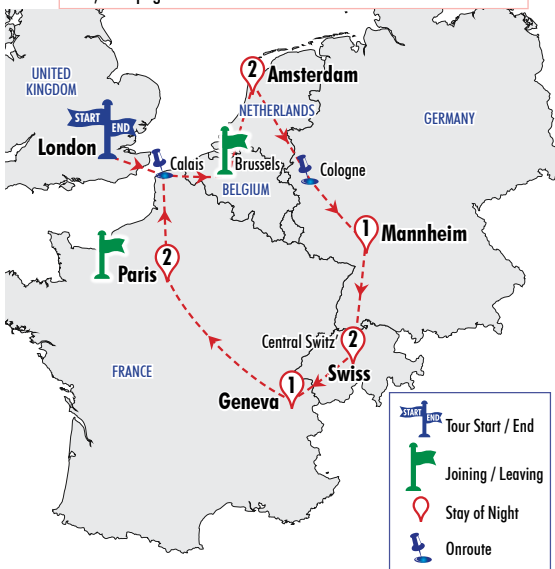 UNITED
KINGDOM
START
END
London
Calais
2
Amsterdam
NETHERLANDS
GERMANY
Brussels
BELGIUM
Cologne
1
Mannheim
2
Paris
Central Switz
2
Swiss
FRANCE
1
Geneva
START
END
Tour Start / End
Joining / Leaving
Stay of Night
Onroute